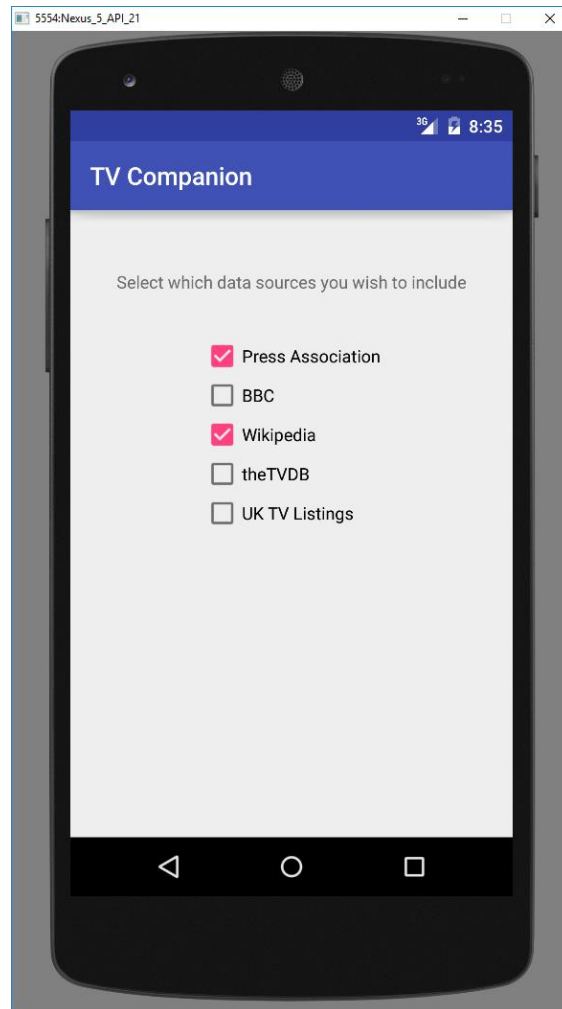 5554:Nexus_5_API_21
3G 8:35
TV Companion
Select which data sources you wish to include
Press Association
BBC
Wikipedia
theTVDB
UK TV Listings